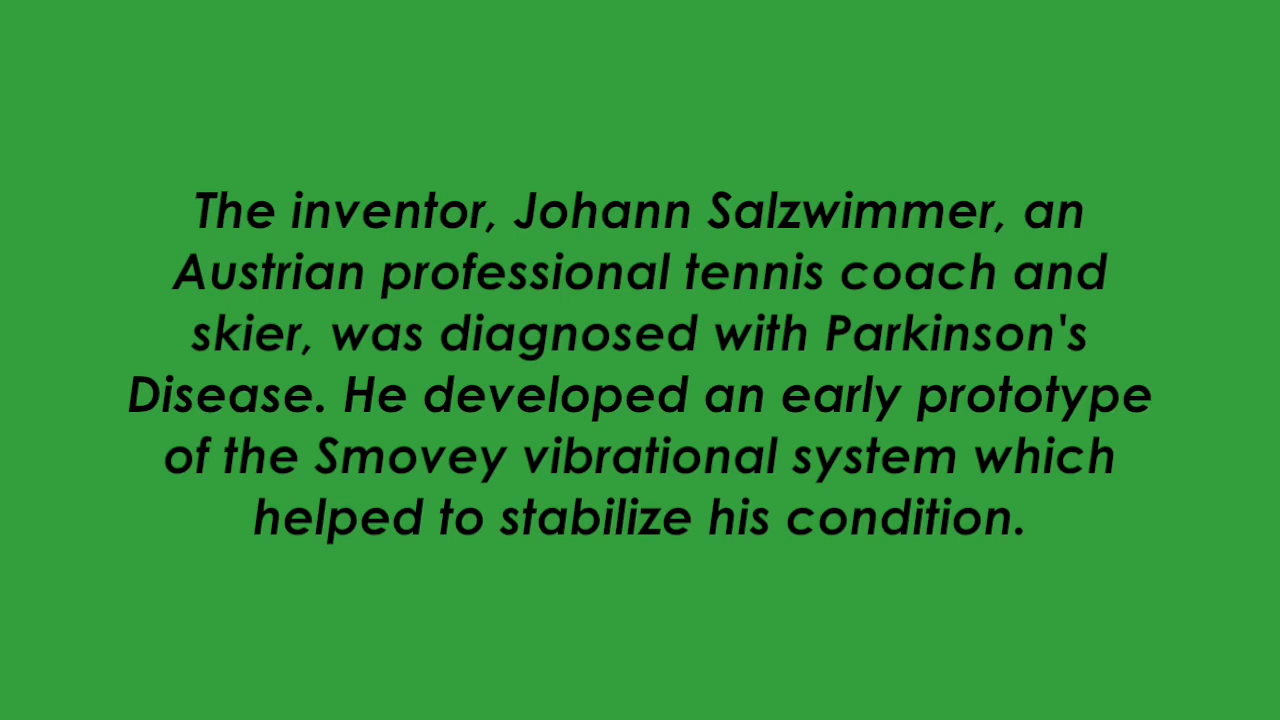 The inventor, Johann Salzwimmer, an
Austrian professional tennis coach and
skier, was diagnosed with Parkinson's
Disease. He developed an early prototype
of the Smovey vibrational system which
helped to stabilize his condition.